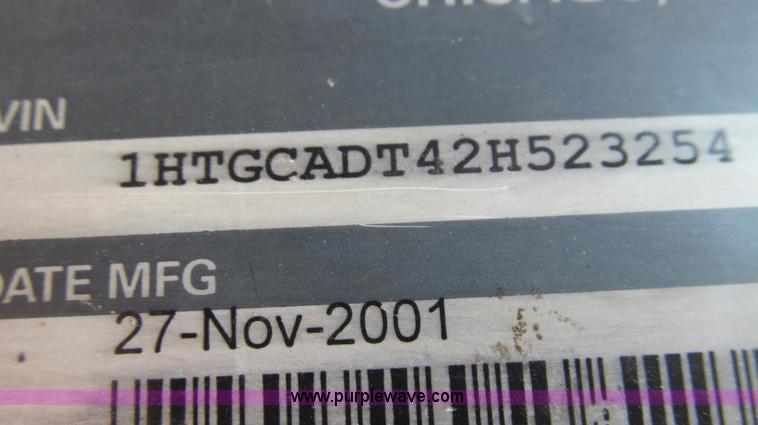 VIN
1HTGCADT42H523254
DATE MFG
27-Nov-2001
www.purplewave.com